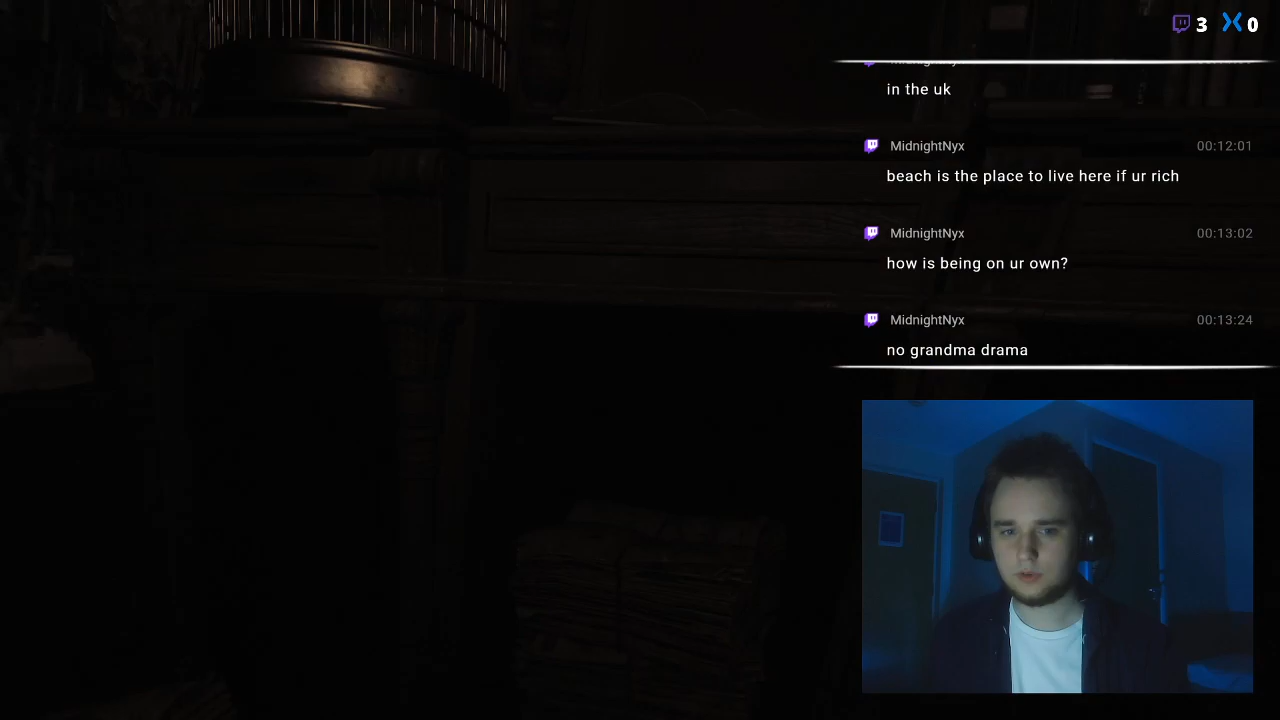 3 0
in the uk
MidnightNyx 00:12:01
beach is the place to live here if ur rich
MidnightNyx 00:13:02
how is being on ur own?
MidnightNyx 00:13:24
no grandma drama